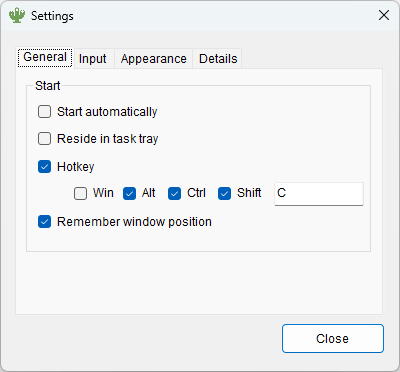 Settings
General Input Appearance Details
Start
Start automatically
Reside in task tray
Hotkey
Win Alt Ctrl Shift C
Remember window position
Close